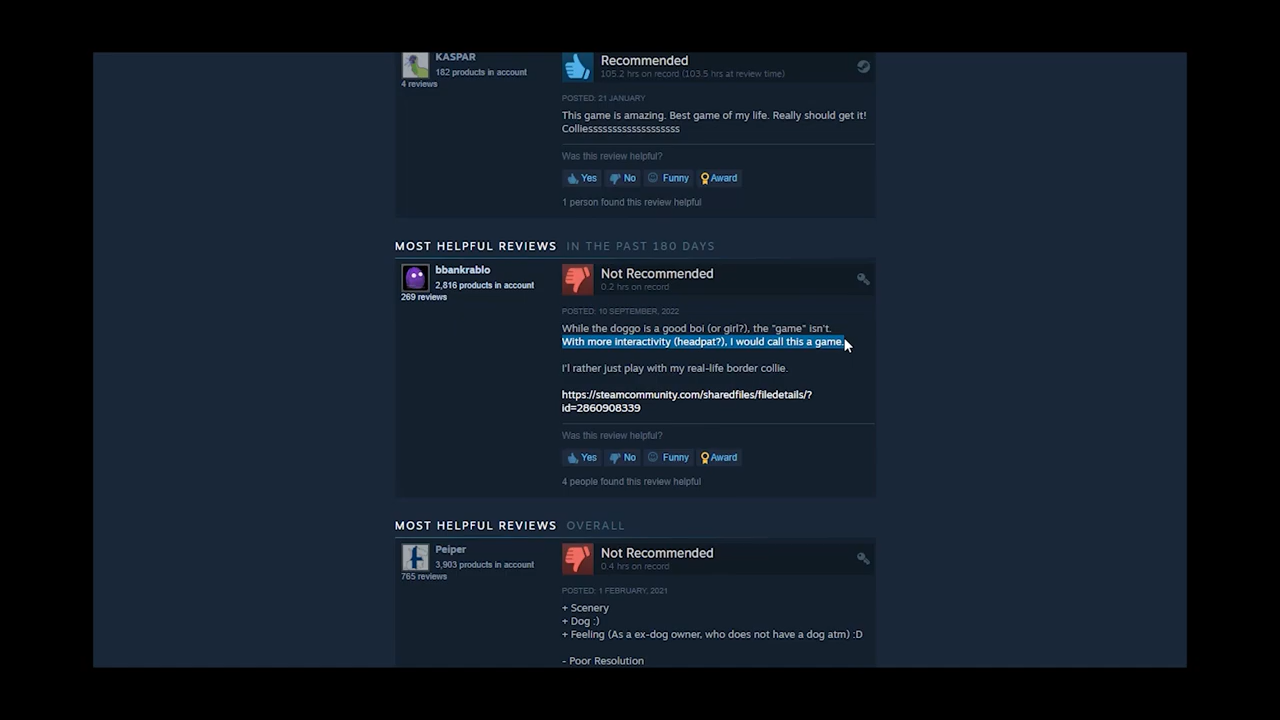 KASPAR
182 products in account
4 reviews
Recommended
105.2 hrs on record (103.5 hrs at review time)
POSTED: 21 JANUARY
This game is amazing. Best game of my life. Really should get it!
Colliesssssssssssssssssss
Was this review helpful?
Yes No Funny Award
1 person found this review helpful
MOST HELPFUL REVIEWS IN THE PAST 180 DAYS
bbankrablo
2,816 products in account
269 reviews
Not Recommended
0.2 hrs on record
POSTED: 10 SEPTEMBER, 2022
While the doggo is a good boi (or girl?), the "game" isn't.
With more interactivity (headpat?), I would call this a game.
I'l rather just play with my real-life border collie.
https://steamcommunity.com/sharedfiles/filedetails/?
id=2860908339
Was this review helpful?
Yes No Funny Award
4 people found this review helpful
MOST HELPFUL REVIEWS OVERALL
Peiper
3,903 products in account
765 reviews
Not Recommended
0.4 hrs on record
POSTED: 1 FEBRUARY, 2021
+ Scenery
+ Dog :)
+ Feeling (As a ex-dog owner, who does not have a dog atm) :D
- Poor Resolution